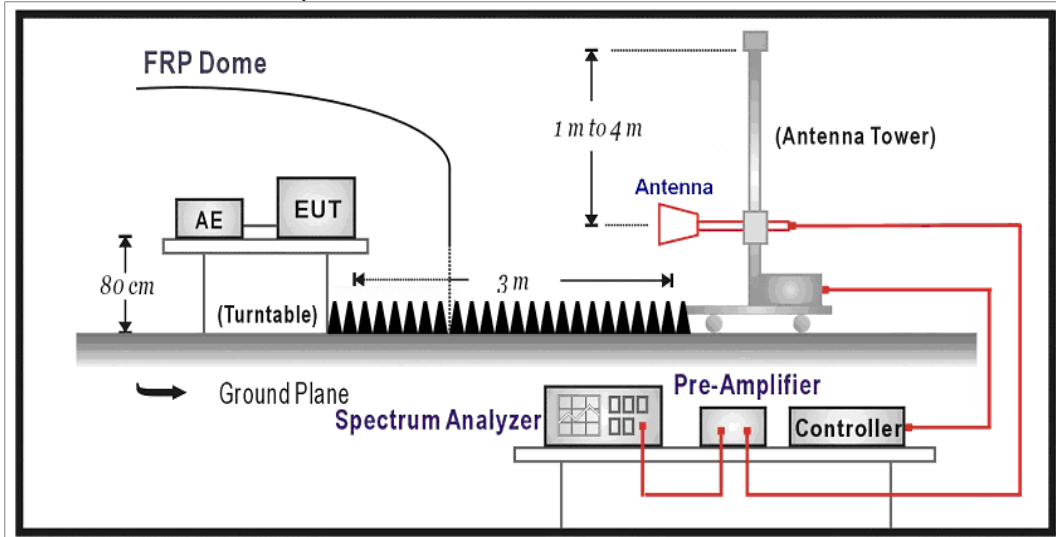 FRP Dome
1 m to 4 m
(Antenna Tower)
Antenna
AE
EUT
80 cm
3 m
(Turntable)
Ground Plane
Pre-Amplifier
Spectrum Analyzer
Controller